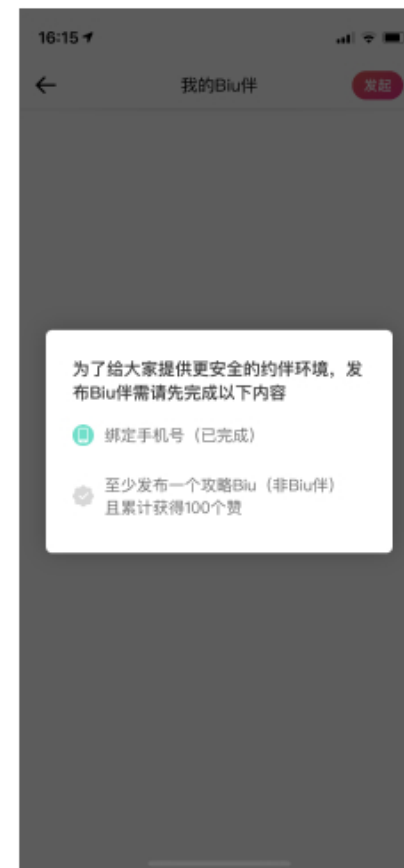 16:15
我的Biu伴
发起
为了给大家提供更安全的约伴环境，发
布Biu伴需请先完成以下内容
绑定手机号（已完成）
至少发布一个攻略Biu（非Biu伴）
且累计获得100个赞